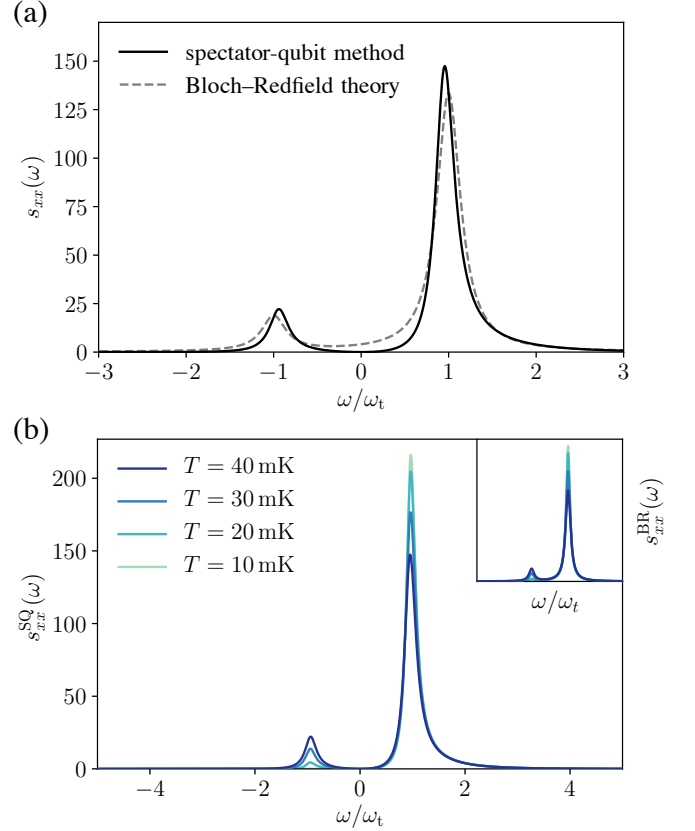 (a)
spectator-qubit method
Bloch–Redfield theory
s_xx(ω)
150
125
100
75
50
25
0
−3 −2 −1 0 1 2 3
ω/ω_t
(b)
T = 40 mK
T = 30 mK
T = 20 mK
T = 10 mK
s_xx^SQ(ω)
200
150
100
50
0
−4 −2 0 2 4
ω/ω_t
s_xx^BR(ω)
ω/ω_t